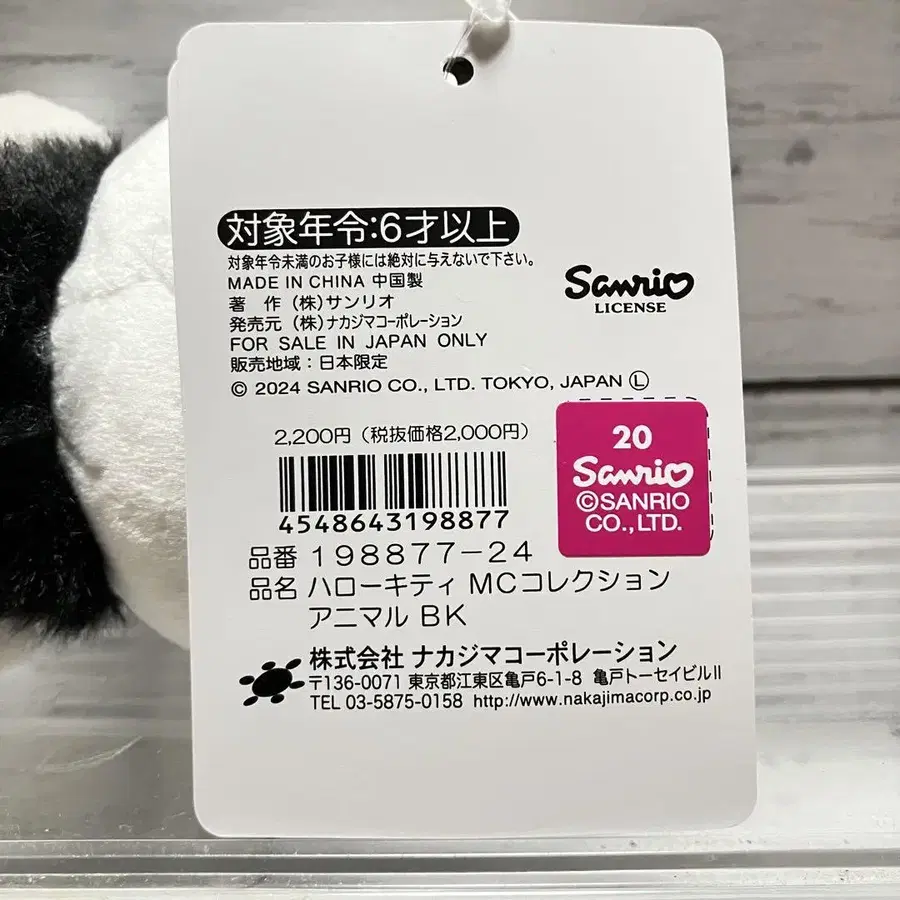 対象年令:6才以上
対象年令未満のお子様には絶対に与えないで下さい。
MADE IN CHINA 中国製
著 作 (株)サンリオ
発売元 (株)ナカジマコーポレーション
FOR SALE IN JAPAN ONLY
販売地域:日本限定
© 2024 SANRIO CO., LTD. TOKYO, JAPAN Ⓛ
Sanrio
LICENSE
2,200円(税抜価格2,000円)
4548643198877
20
Sanrio
©SANRIO
CO.,LTD.
品番 198877-24
品名 ハローキティ MCコレクション
アニマル BK
株式会社 ナカジマコーポレーション
〒136-0071 東京都江東区亀戸6-1-8 亀戸トーセイビルⅡ
TEL 03-5875-0158 http://www.nakajimacorp.co.jp